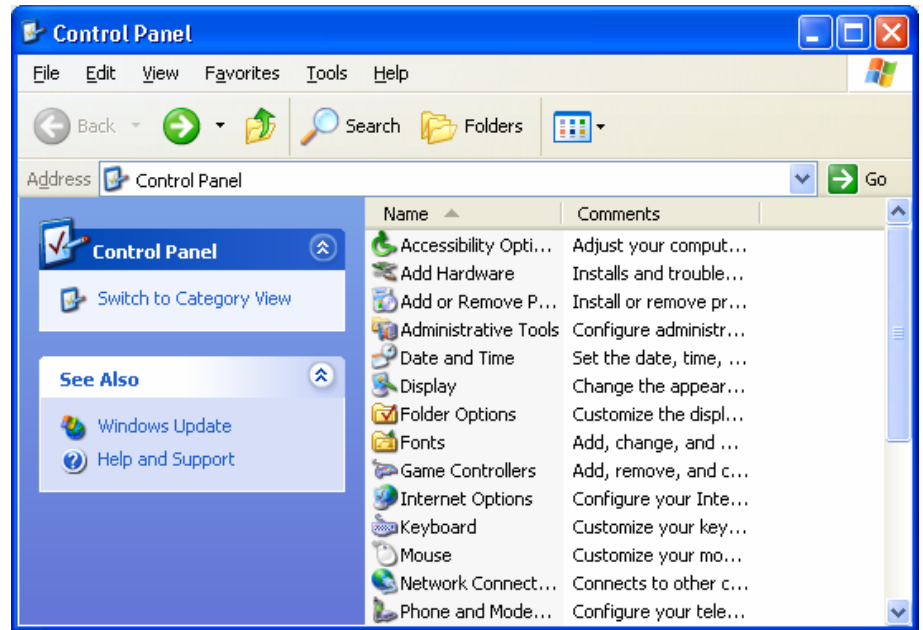 Control Panel
File Edit View Favorites Tools Help
Back Search Folders
Address Control Panel Go
Control Panel
Switch to Category View
See Also
Windows Update
Help and Support
Name Comments
Accessibility Opti... Adjust your comput...
Add Hardware Installs and trouble...
Add or Remove P... Install or remove pr...
Administrative Tools Configure administr...
Date and Time Set the date, time, ...
Display Change the appear...
Folder Options Customize the displ...
Fonts Add, change, and ...
Game Controllers Add, remove, and c...
Internet Options Configure your Inte...
Keyboard Customize your key...
Mouse Customize your mo...
Network Connect... Connects to other c...
Phone and Mode... Configure your tele...